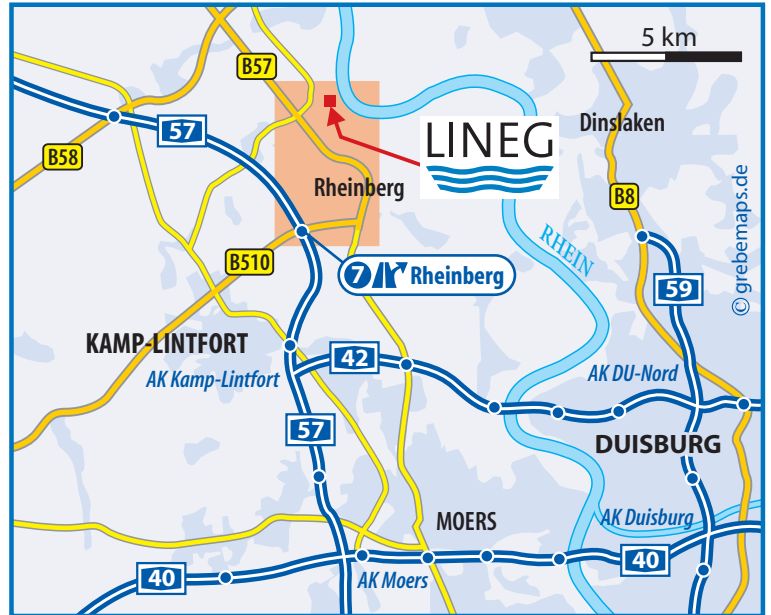 5 km
B57
LINEG
Dinslaken
57
B58
Rheinberg
B8
RHEIN
B510
7 Rheinberg
59
© grebemaps.de
KAMP-LINTFORT
42
AK Kamp-Lintfort
AK DU-Nord
57
DUISBURG
MOERS
AK Duisburg
40
40
AK Moers